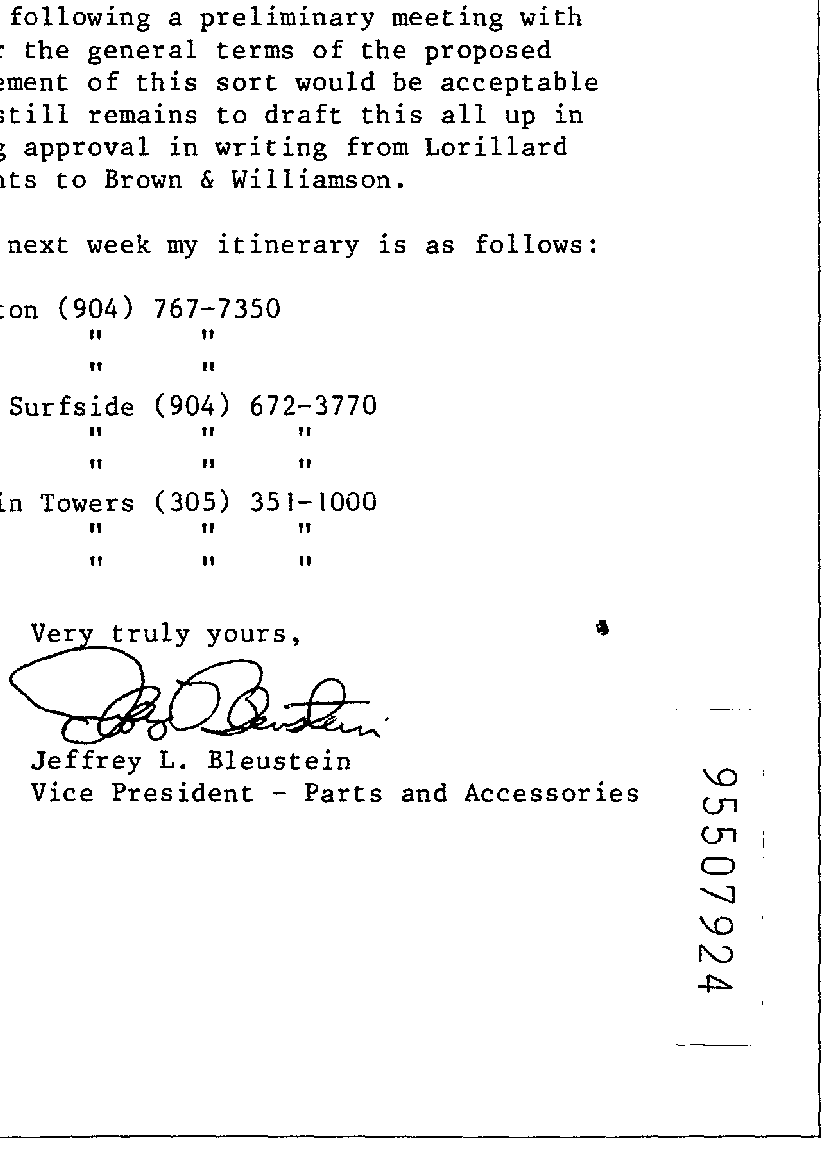 following a preliminary meeting with
the general terms of the proposed
ement of this sort would be acceptable
still remains to draft this all up in
g approval in writing from Lorillard
nts to Brown & Williamson.
next week my itinerary is as follows:
ton (904) 767-7350
" "
" "
Surfside (904) 672-3770
" " "
" " "
in Towers (305) 351-1000
" " "
" " "
Very truly yours,
Jeffrey L. Bleustein
Vice President - Parts and Accessories
95507924